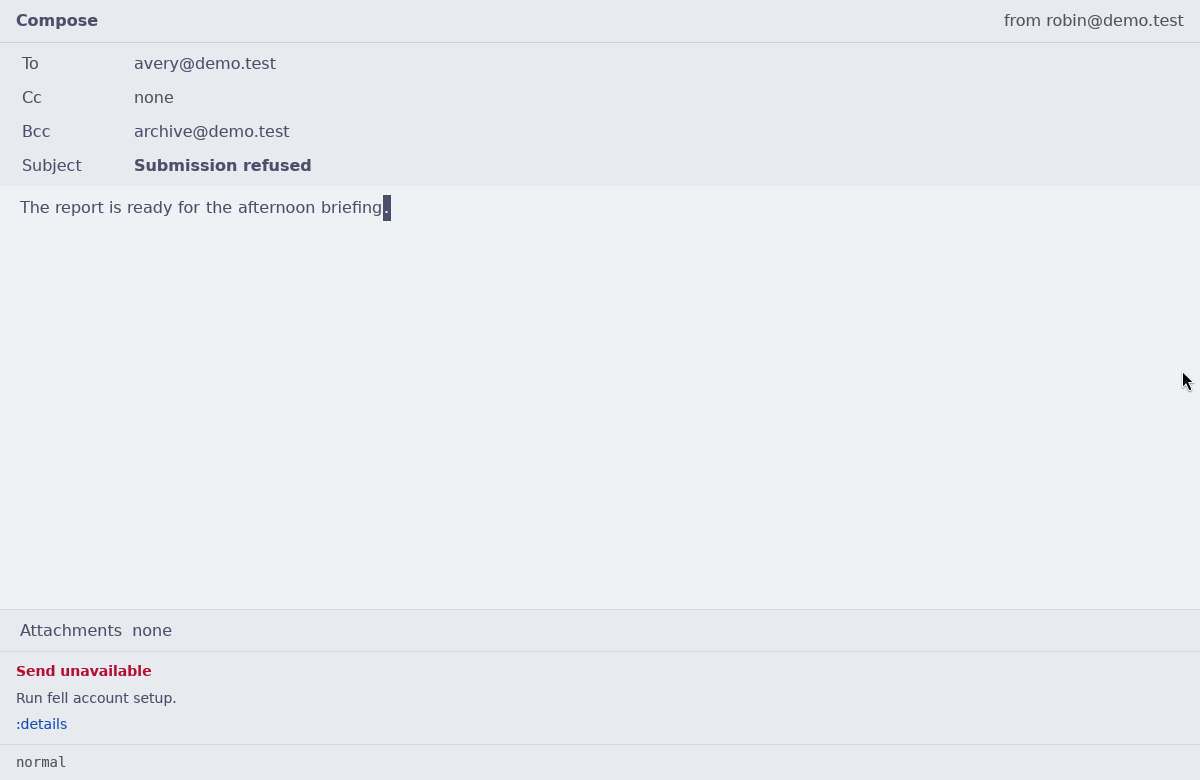 Compose from robin@demo.test
To avery@demo.test
Cc none
Bcc archive@demo.test
Subject Submission refused
The report is ready for the afternoon briefing.
Attachments none
Send unavailable
Run fell account setup.
:details
normal